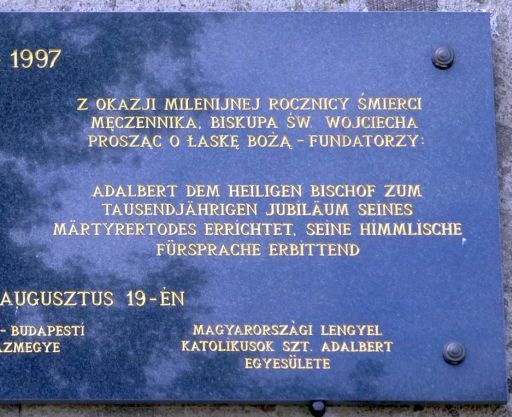 1997
Z OKAZJI MILENIJNEJ ROCZNICY ŚMIERCI
MĘCZENNIKA, BISKUPA ŚW. WOJCIECHA
PROSZĄC O ŁASKĘ BOŻĄ – FUNDATORZY:
ADALBERT DEM HEILIGEN BISCHOF ZUM
TAUSENDJÄHRIGEN JUBILÄUM SEINES
MÄRTYRERTODES ERRICHTET, SEINE HIMMLISCHE
FÜRSPRACHE ERBITTEND
AUGUSZTUS 19-ÉN
- BUDAPESTI
ÁZMEGYE
MAGYARORSZÁGI LENGYEL
KATOLIKUSOK SZT. ADALBERT
EGYESÜLETE